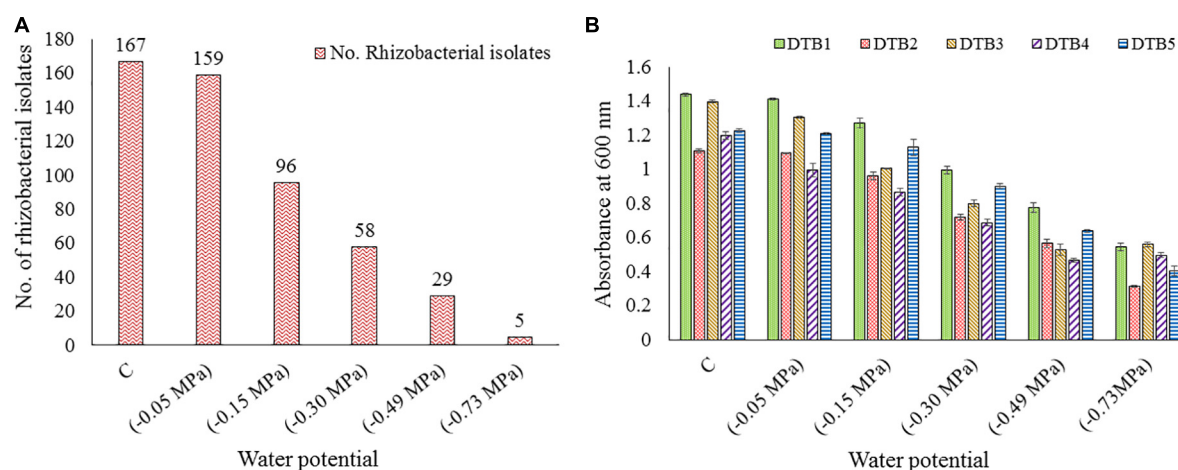 A
No. of rhizobacterial isolates
180
160
140
120
100
80
60
40
20
0
No. Rhizobacterial isolates
167
159
96
58
29
5
C
(-0.05 MPa)
(-0.15 MPa)
(-0.30 MPa)
(-0.49 MPa)
(-0.73 MPa)
Water potential
B
DTB1 DTB2 DTB3 DTB4 DTB5
Absorbance at 600 nm
1.6
1.4
1.2
1
0.8
0.6
0.4
0.2
0
C
(-0.05 MPa)
(-0.15 MPa)
(-0.30 MPa)
(-0.49 MPa)
(-0.73MPa)
Water potential